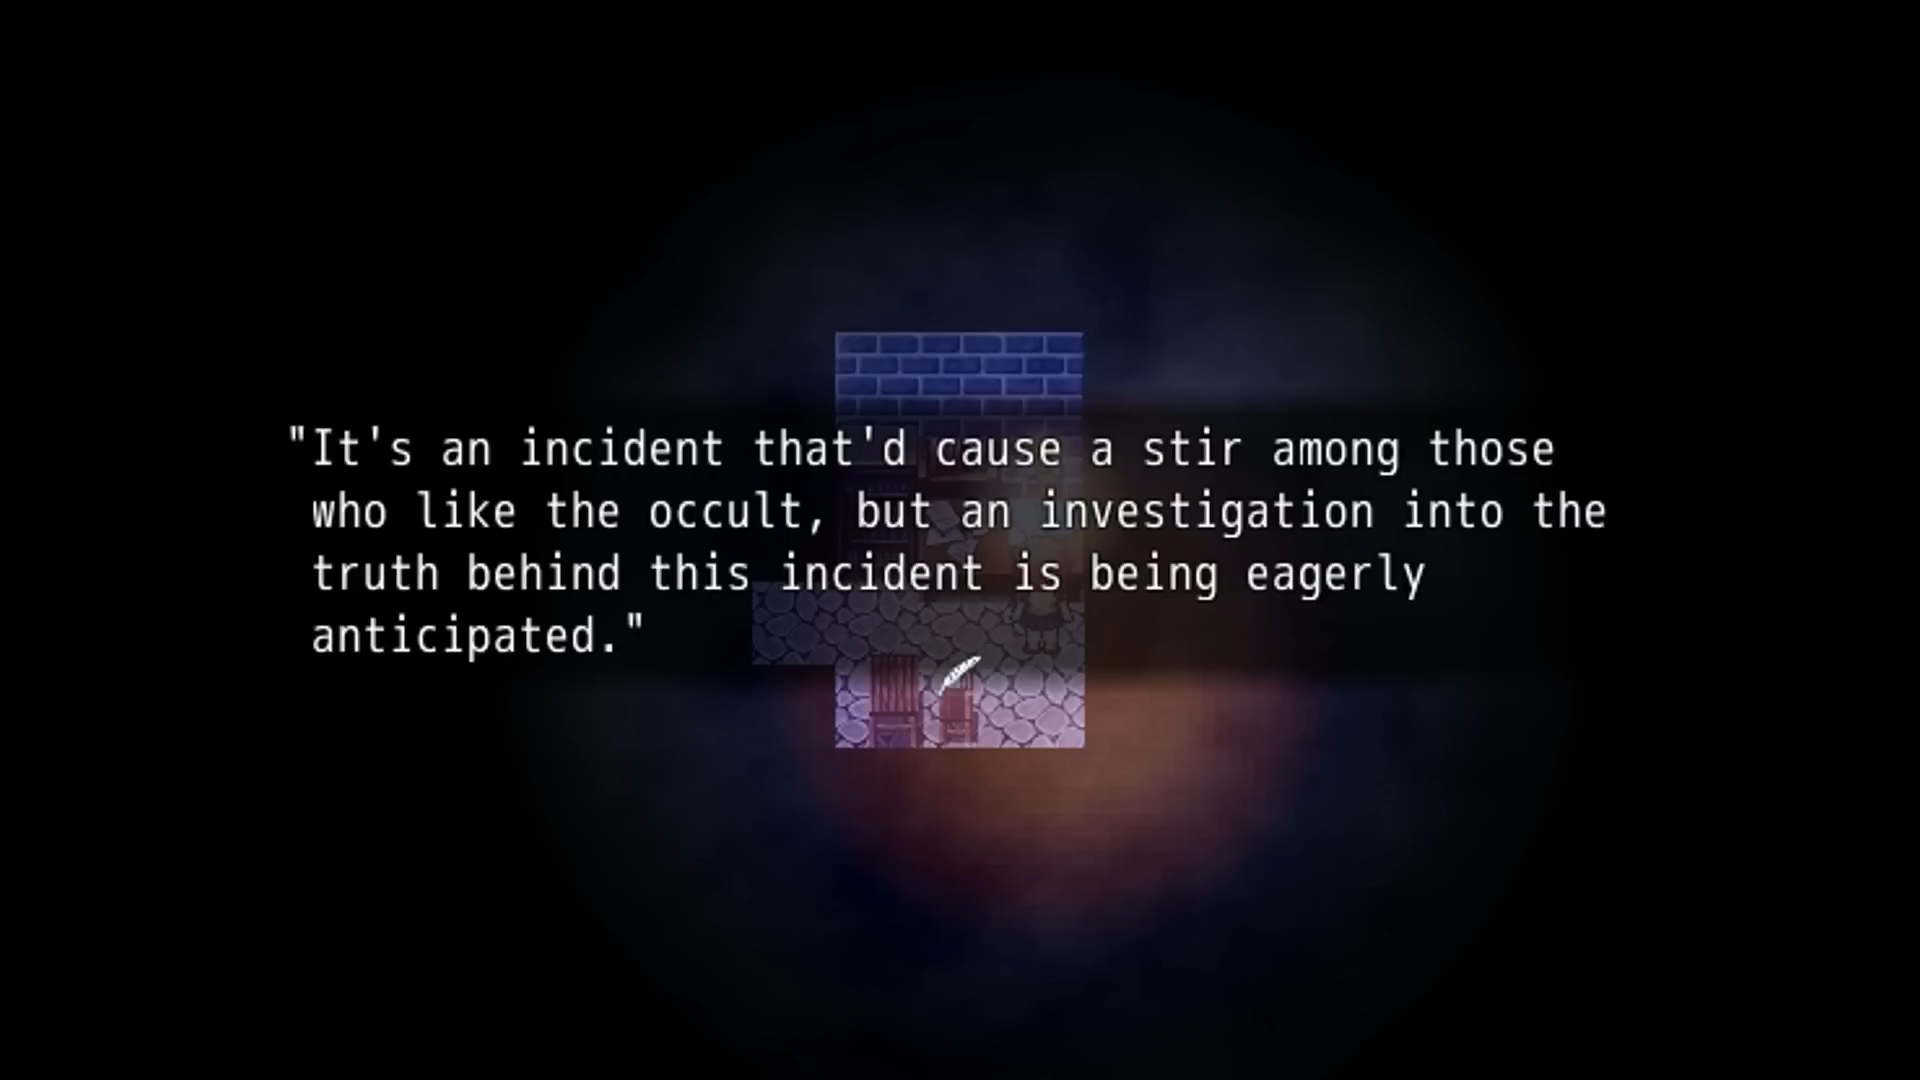 "It's an incident that'd cause a stir among those
who like the occult, but an investigation into the
truth behind this incident is being eagerly
anticipated."